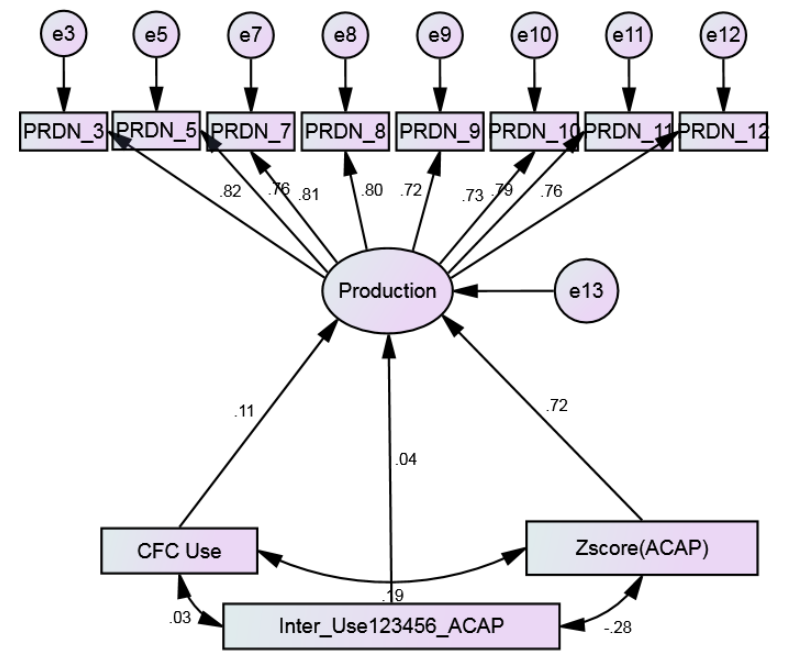 e3 e5 e7 e8 e9 e10 e11 e12
PRDN_3 PRDN_5 PRDN_7 PRDN_8 PRDN_9 PRDN_10 PRDN_11 PRDN_12
.82 .76 .81 .80 .72 .73 .79 .76
Production e13
.11 .72
.04
CFC Use Zscore(ACAP)
.03 Inter_Use123456_ACAP -.28